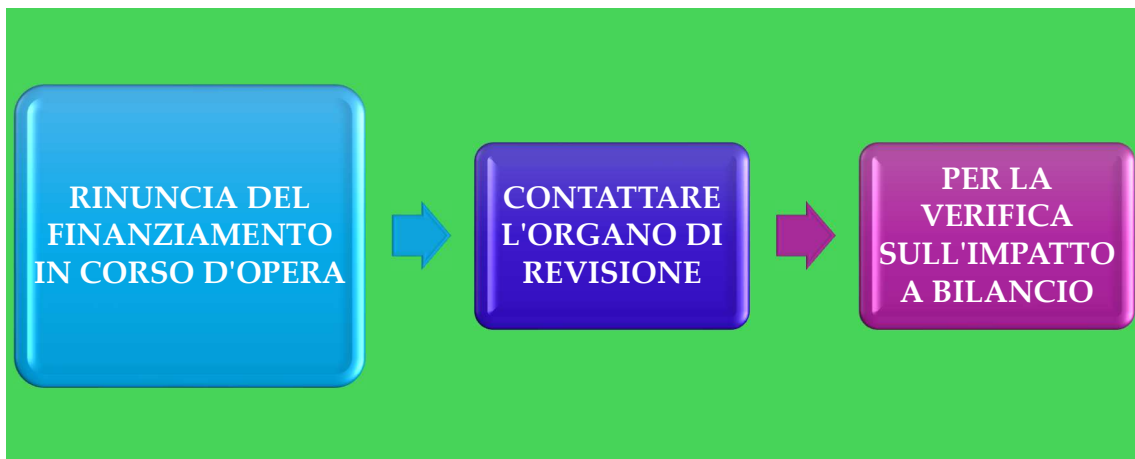 RINUNCIA DEL
FINANZIAMENTO
IN CORSO D'OPERA
CONTATTARE
L'ORGANO DI
REVISIONE
PER LA
VERIFICA
SULL'IMPATTO
A BILANCIO